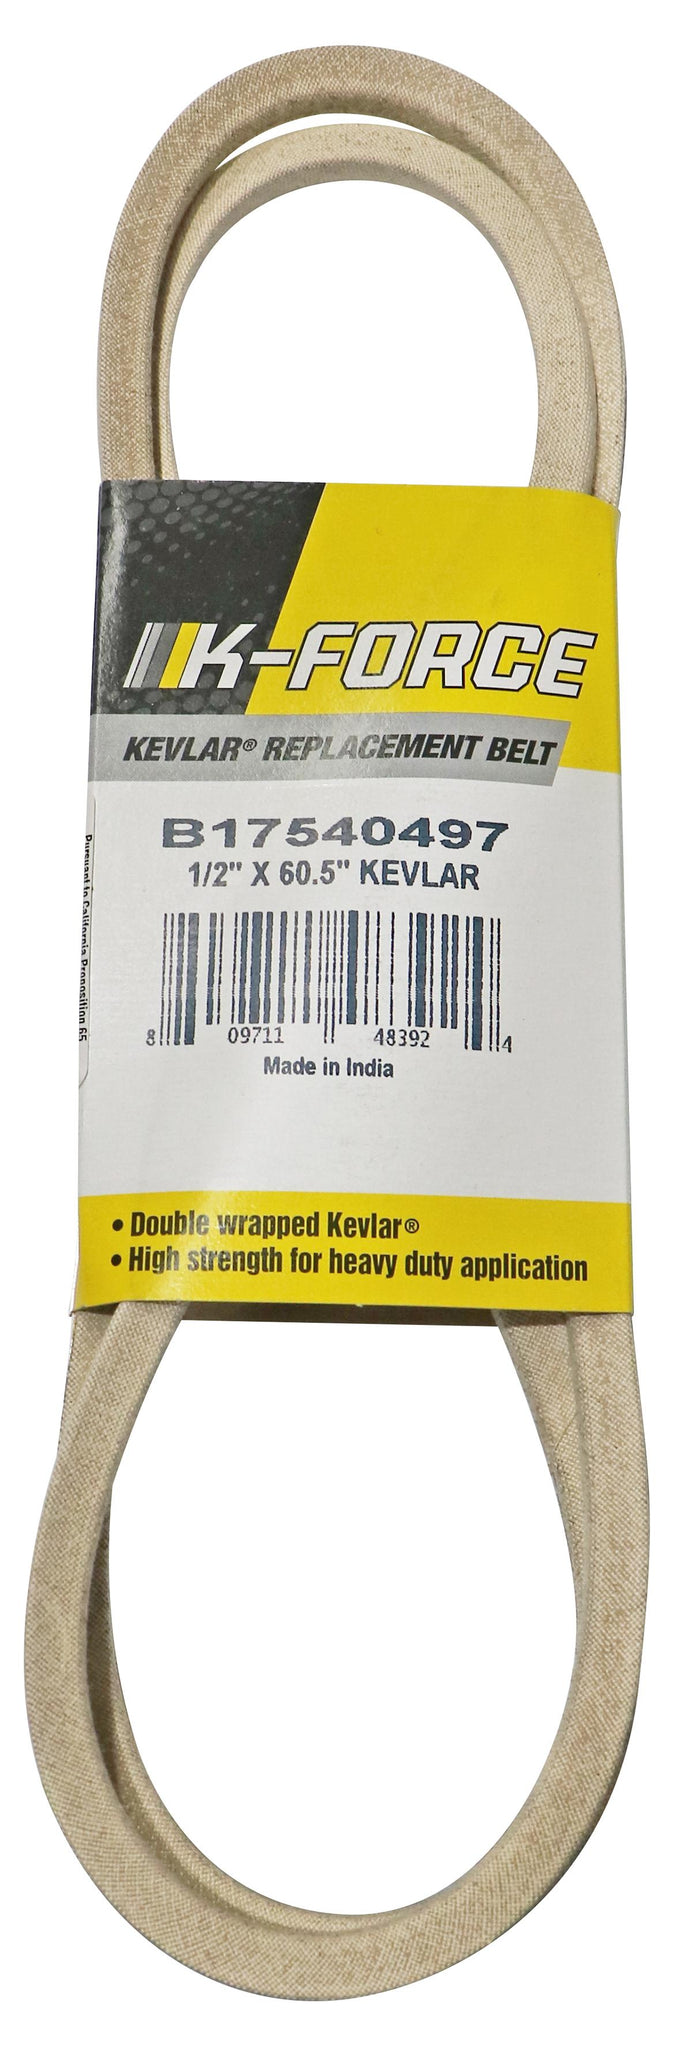 K-FORCE
KEVLAR® REPLACEMENT BELT
B17540497
1/2" X 60.5" KEVLAR
8 09711 48392 4
Made in India
Pursuant to California Proposition 65
• Double wrapped Kevlar®
• High strength for heavy duty application